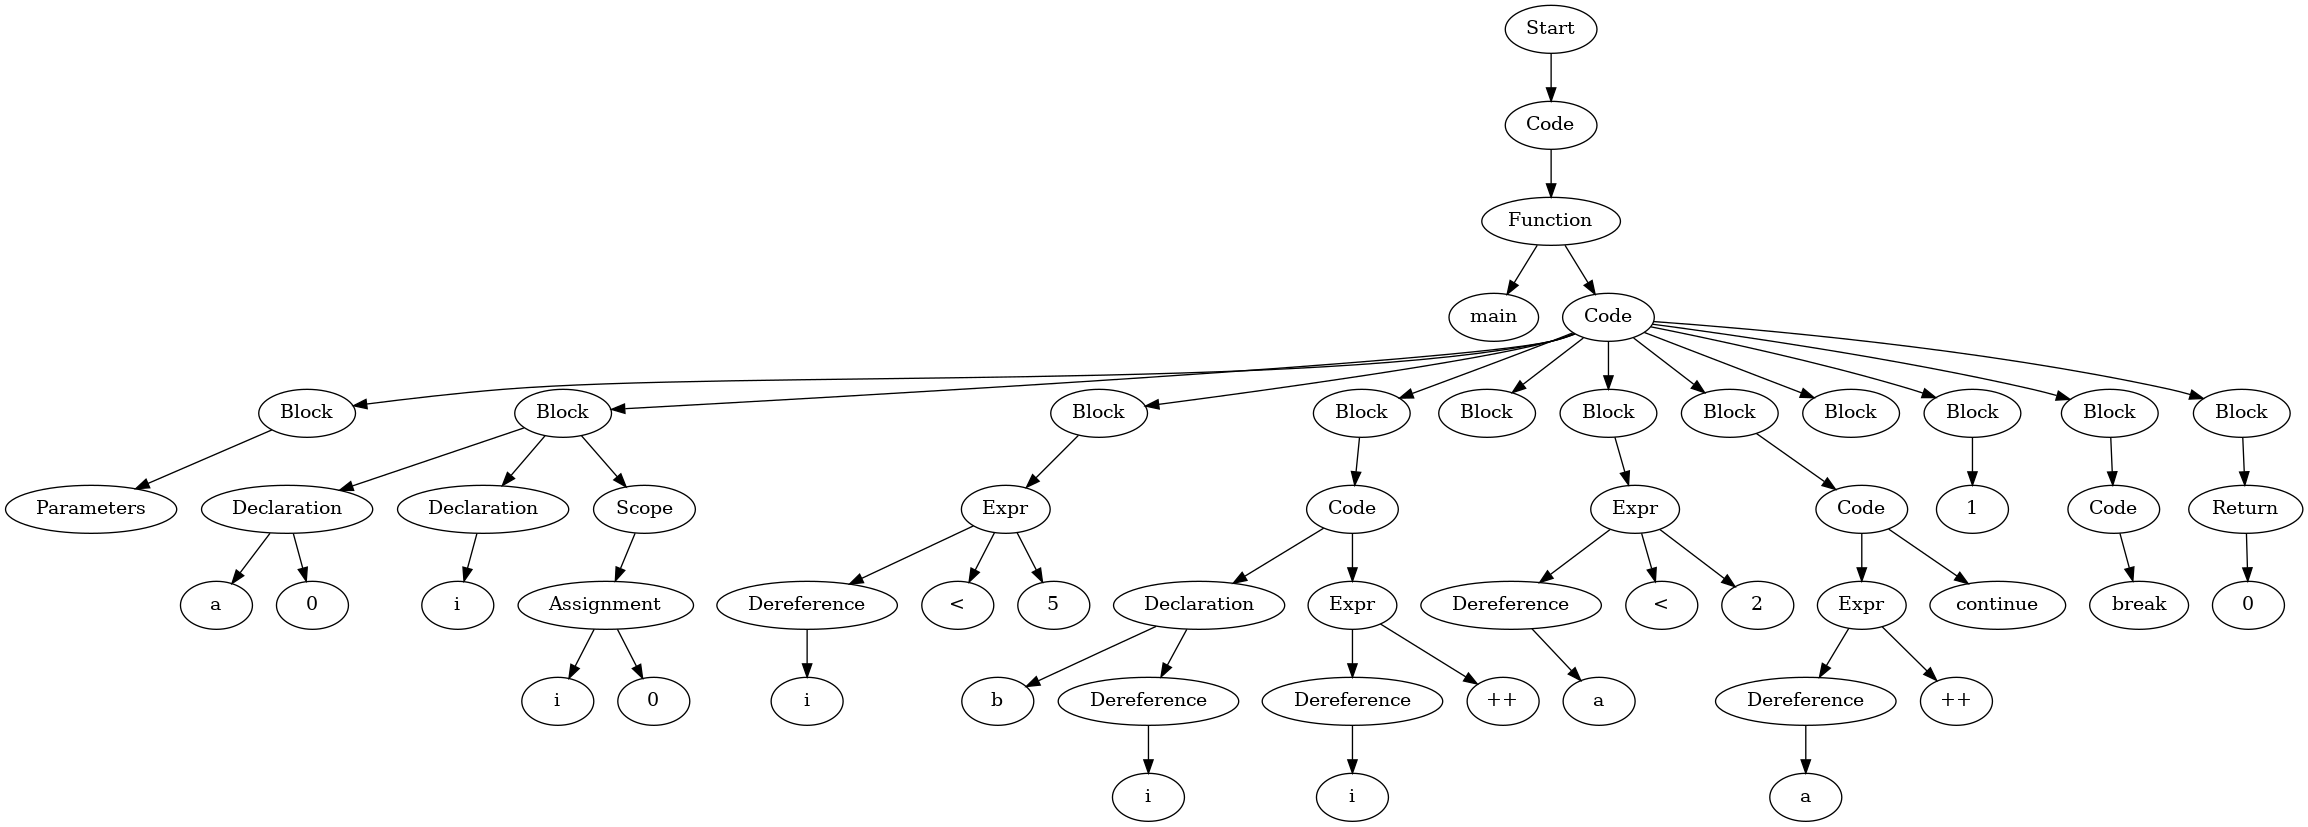 Start
Code
Function
main Code
Block Block Block Block Block Block Block Block Block Block Block
Parameters Declaration Declaration Scope Expr Code Expr Code 1 Code Return
a 0 i Assignment Dereference < 5 Declaration Expr Dereference < 2 Expr continue break 0
i 0 i b Dereference Dereference ++ a Dereference ++
i i a